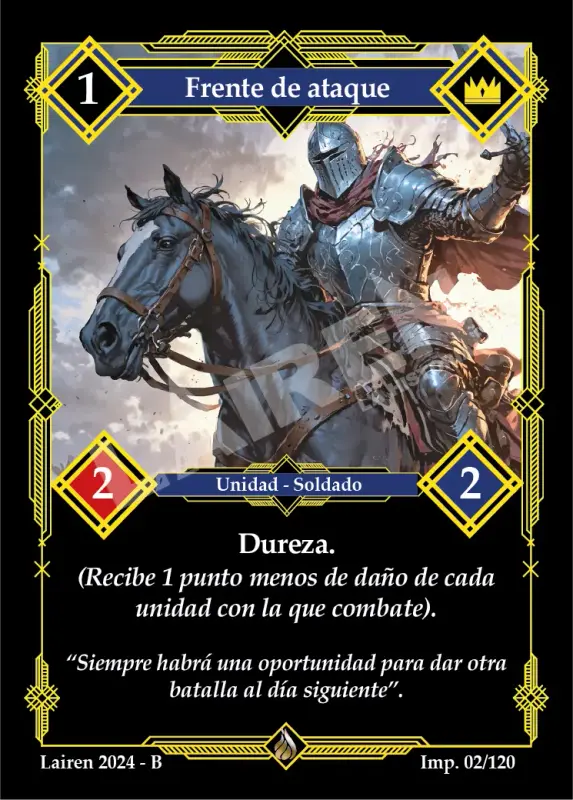 1
Frente de ataque
2
Unidad - Soldado
2
Dureza.
(Recibe 1 punto menos de daño de cada
unidad con la que combate).
“Siempre habrá una oportunidad para dar otra
batalla al día siguiente”.
Lairen 2024 - B
Imp. 02/120